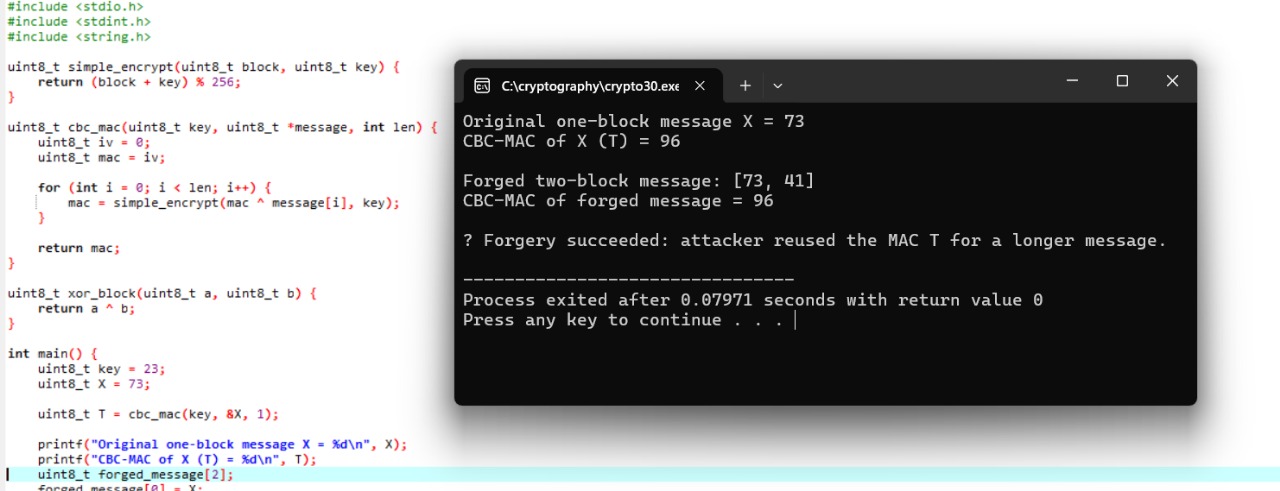 #include <stdio.h>
#include <stdint.h>
#include <string.h>

uint8_t simple_encrypt(uint8_t block, uint8_t key) {
    return (block + key) % 256;
}

uint8_t cbc_mac(uint8_t key, uint8_t *message, int len) {
    uint8_t iv = 0;
    uint8_t mac = iv;

    for (int i = 0; i < len; i++) {
        mac = simple_encrypt(mac ^ message[i], key);
    }

    return mac;
}

uint8_t xor_block(uint8_t a, uint8_t b) {
    return a ^ b;
}

int main() {
    uint8_t key = 23;
    uint8_t X = 73;

    uint8_t T = cbc_mac(key, &X, 1);

    printf("Original one-block message X = %d\n", X);
    printf("CBC-MAC of X (T) = %d\n", T);
    uint8_t forged_message[2];
    forged_message[0] = X;

C:\cryptography\crypto30.exe
Original one-block message X = 73
CBC-MAC of X (T) = 96

Forged two-block message: [73, 41]
CBC-MAC of forged message = 96

? Forgery succeeded: attacker reused the MAC T for a longer message.

--------------------------------
Process exited after 0.07971 seconds with return value 0
Press any key to continue . . .